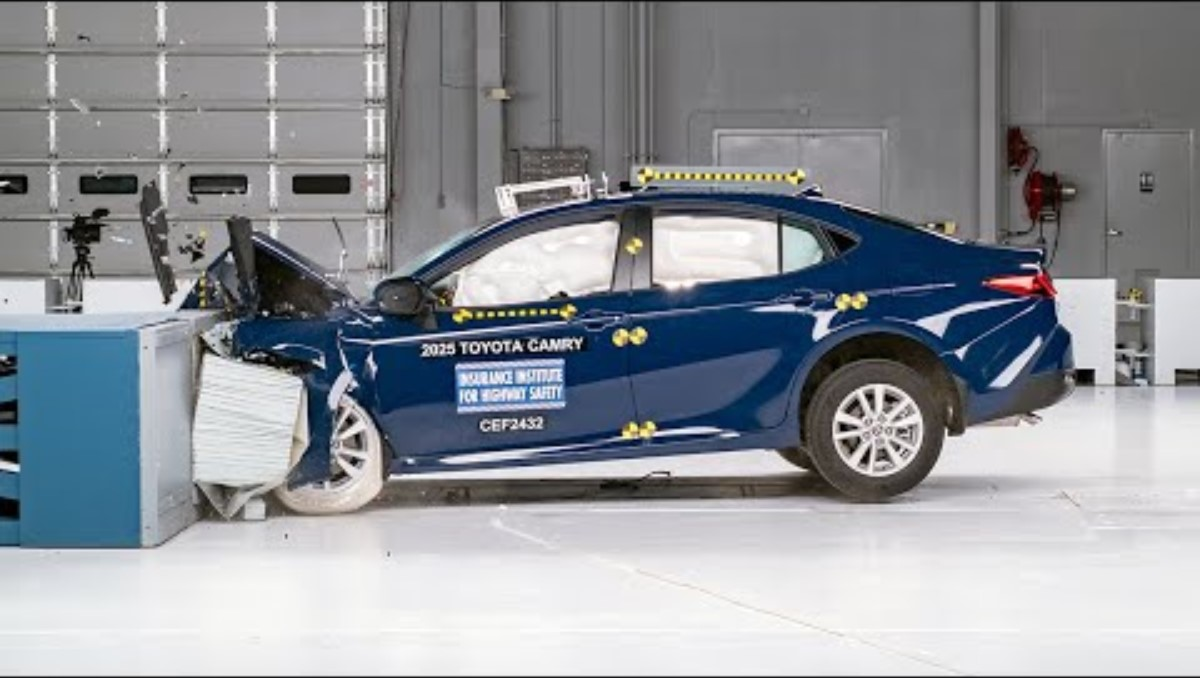 2025 TOYOTA CAMRY
INSURANCE INSTITUTE
FOR HIGHWAY SAFETY
CEF2432